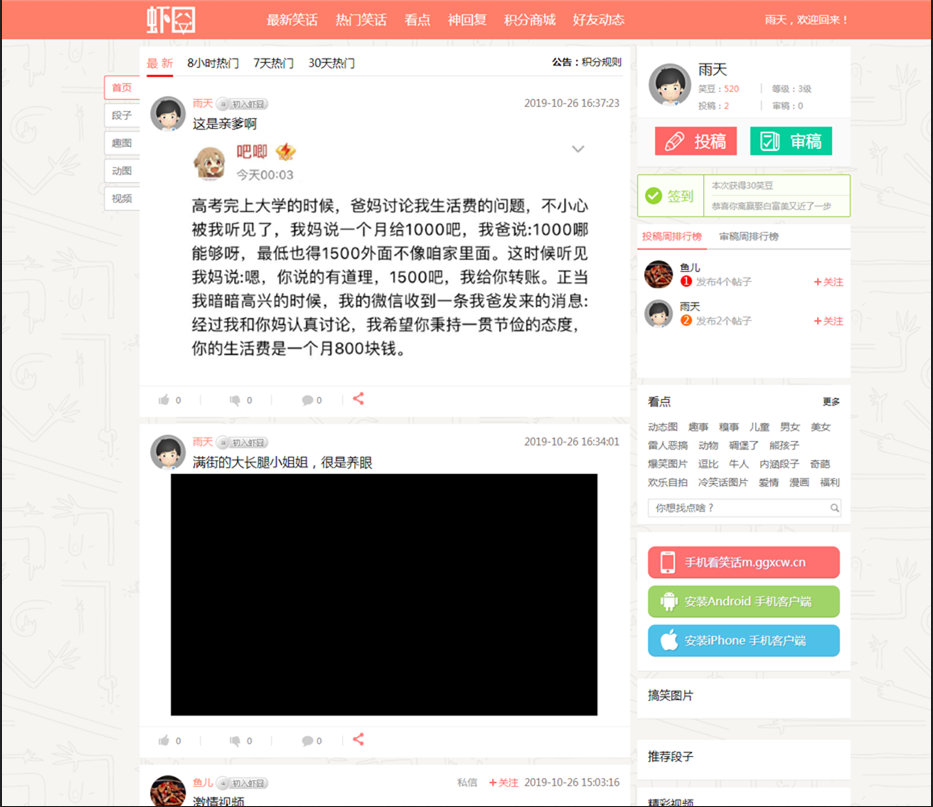 虾囧
最新笑话 热门笑话 看点 神回复 积分商城 好友动态
雨天，欢迎回来！
首页
段子
趣图
动图
视频
最 新 8小时热门 7天热门 30天热门
公告：积分规则
雨天 初入虾囧 2019-10-26 16:37:23
这是亲爹啊
吧唧
今天00:03
高考完上大学的时候，爸妈讨论我生活费的问题，不小心
被我听见了，我妈说一个月给1000吧，我爸说:1000哪
能够呀，最低也得1500外面不像咱家里面。这时候听见
我妈说:嗯，你说的有道理，1500吧，我给你转账。正当
我暗暗高兴的时候，我的微信收到一条我爸发来的消息:
经过我和你妈认真讨论，我希望你秉持一贯节俭的态度，
你的生活费是一个月800块钱。
0 0 0
雨天 初入虾囧 2019-10-26 16:34:01
满街的大长腿小姐姐，很是养眼
0 0 0
鱼儿 初入虾囧 私信 +关注 2019-10-26 15:03:16
激情视频
雨天
笑豆：520 等级：3级
投稿：2 审稿：0
投稿 审稿
签到
本次获得30笑豆
恭喜你离赢娶白富美又近了一步
投稿周排行榜 审稿周排行榜
鱼儿
1 发布4个帖子 +关注
雨天
2 发布2个帖子 +关注
看点 更多
动态图 趣事 糗事 儿童 男女 美女
雷人恶搞 动物 碉堡了 熊孩子
爆笑图片 逗比 牛人 内涵段子 奇葩
欢乐自拍 冷笑话图片 爱情 漫画 福利
你想找点啥？
手机看笑话m.ggxcw.cn
安装Android 手机客户端
安装iPhone 手机客户端
搞笑图片
推荐段子
精彩视频